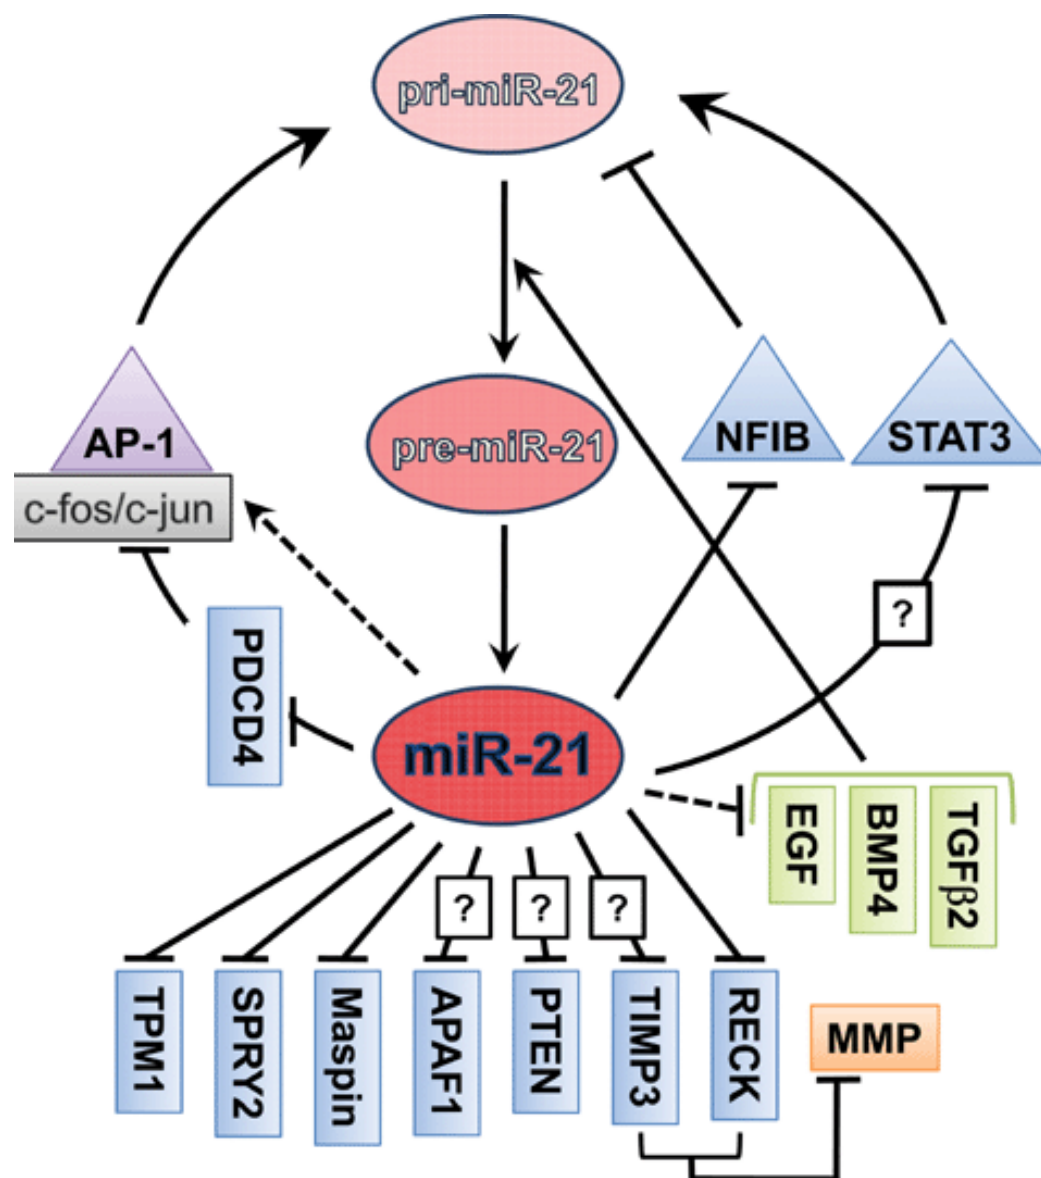 pri-miR-21
AP-1
c-fos/c-jun
pre-miR-21
NFIB
STAT3
?
PDCD4
miR-21
EGF
BMP4
TGFβ2
?
?
?
TPM1
SPRY2
Maspin
APAF1
PTEN
TIMP3
RECK
MMP